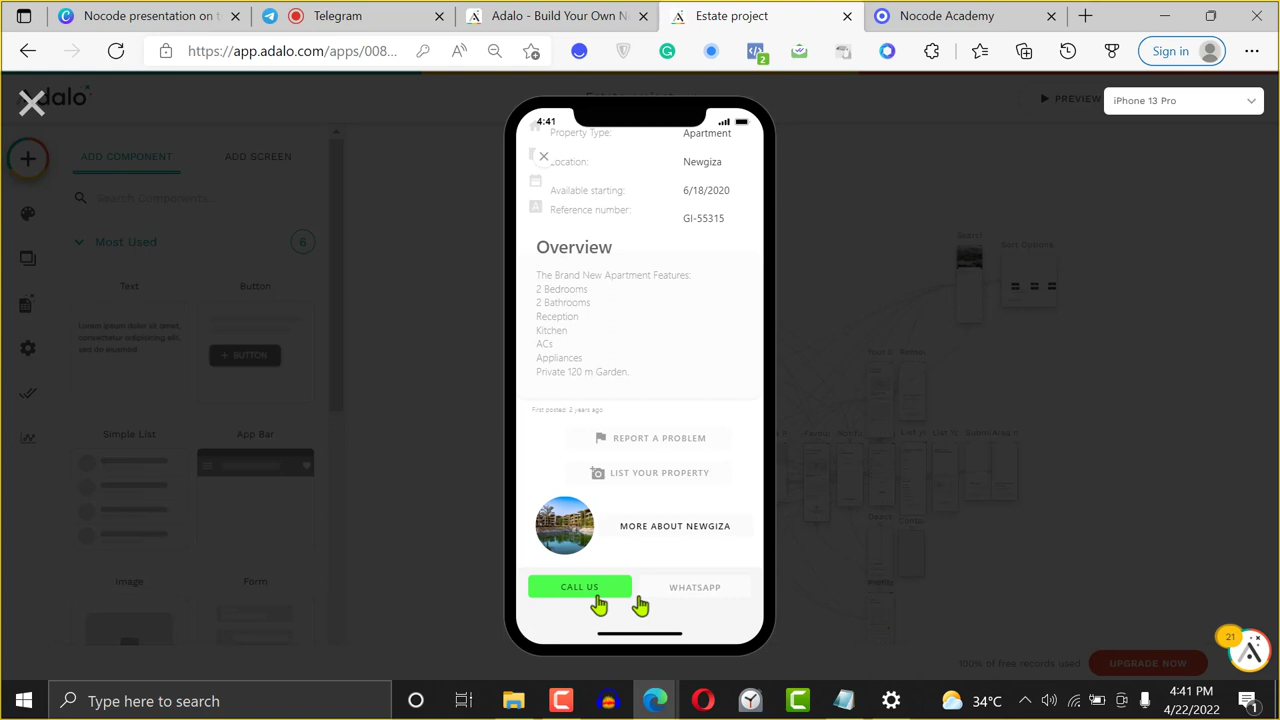 Nocode presentation on t
Telegram
Adalo - Build Your Own N
Estate project
Nocode Academy
https://app.adalo.com/apps/008...
2
Sign in
Adalo
PREVIEW
iPhone 13 Pro
ADD COMPONENT
ADD SCREEN
Search Components...
Most Used
6
Text
Button
Lorem ipsum dolor sit amet,
consectetur adipiscing elit,
sed do eiusmod
+ BUTTON
Simple List
App Bar
Image
Form
4:41
Property Type:
Apartment
Location:
Newgiza
Available starting:
6/18/2020
A
Reference number:
GI-55315
Overview
The Brand New Apartment Features:
2 Bedrooms
2 Bathrooms
Reception
Kitchen
ACs
Appliances
Private 120 m Garden.
First posted: 2 years ago
REPORT A PROBLEM
LIST YOUR PROPERTY
MORE ABOUT NEWGIZA
CALL US
WHATSAPP
Sort Options
21
100% of free records used
UPGRADE NOW
Type here to search
34°C
4:41 PM
4/22/2022
1